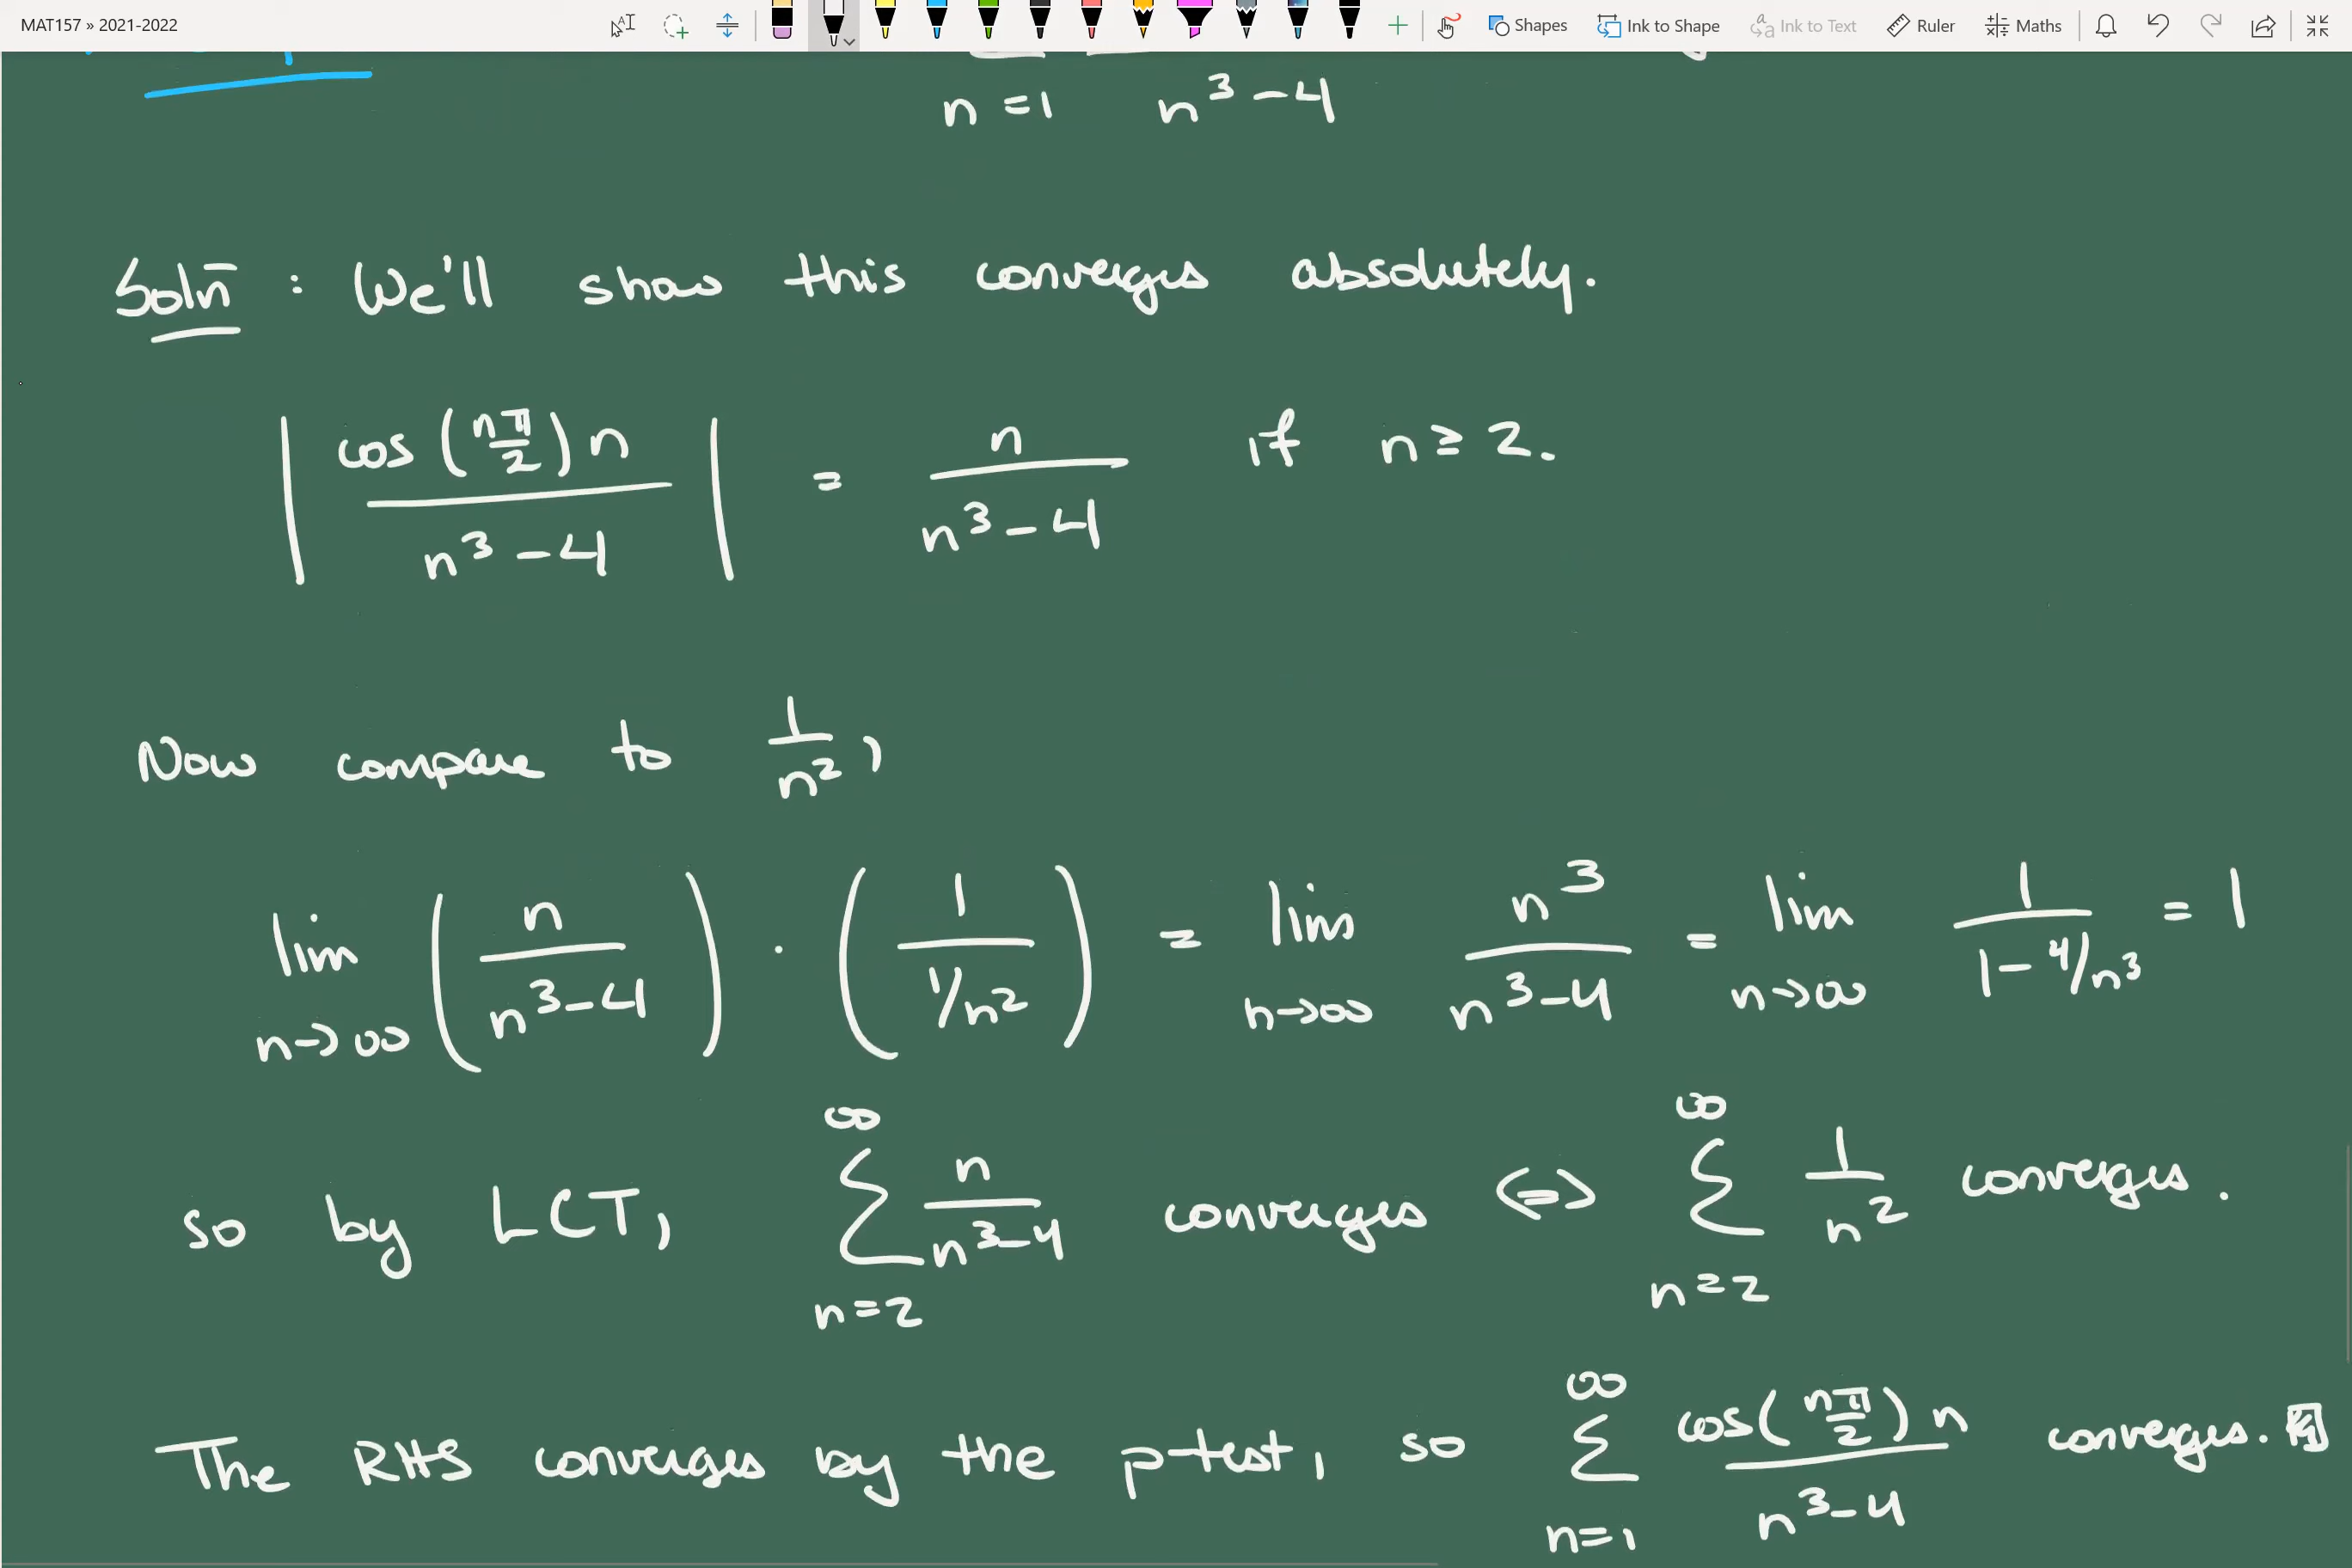 MAT157 » 2021-2022 Shapes Ink to Shape Ink to Text Ruler Maths
n=1 n³-4
Soln : We'll show this converges absolutely.
| cos(nπ/2) n / n³-4 | = n / n³-4 if n ≥ 2.
Now compare to 1/n²,
lim n→∞ (n / n³-4) · (1 / 1/n²) = lim n→∞ n³ / n³-4 = lim n→∞ 1 / 1-4/n³ = 1
so by LCT, ∞ Σ n=2 n / n³-4 converges <=> ∞ Σ n=2 1/n² converges.
The RHS converges by the p-test, so ∞ Σ n=1 cos(nπ/2) n / n³-4 converges.